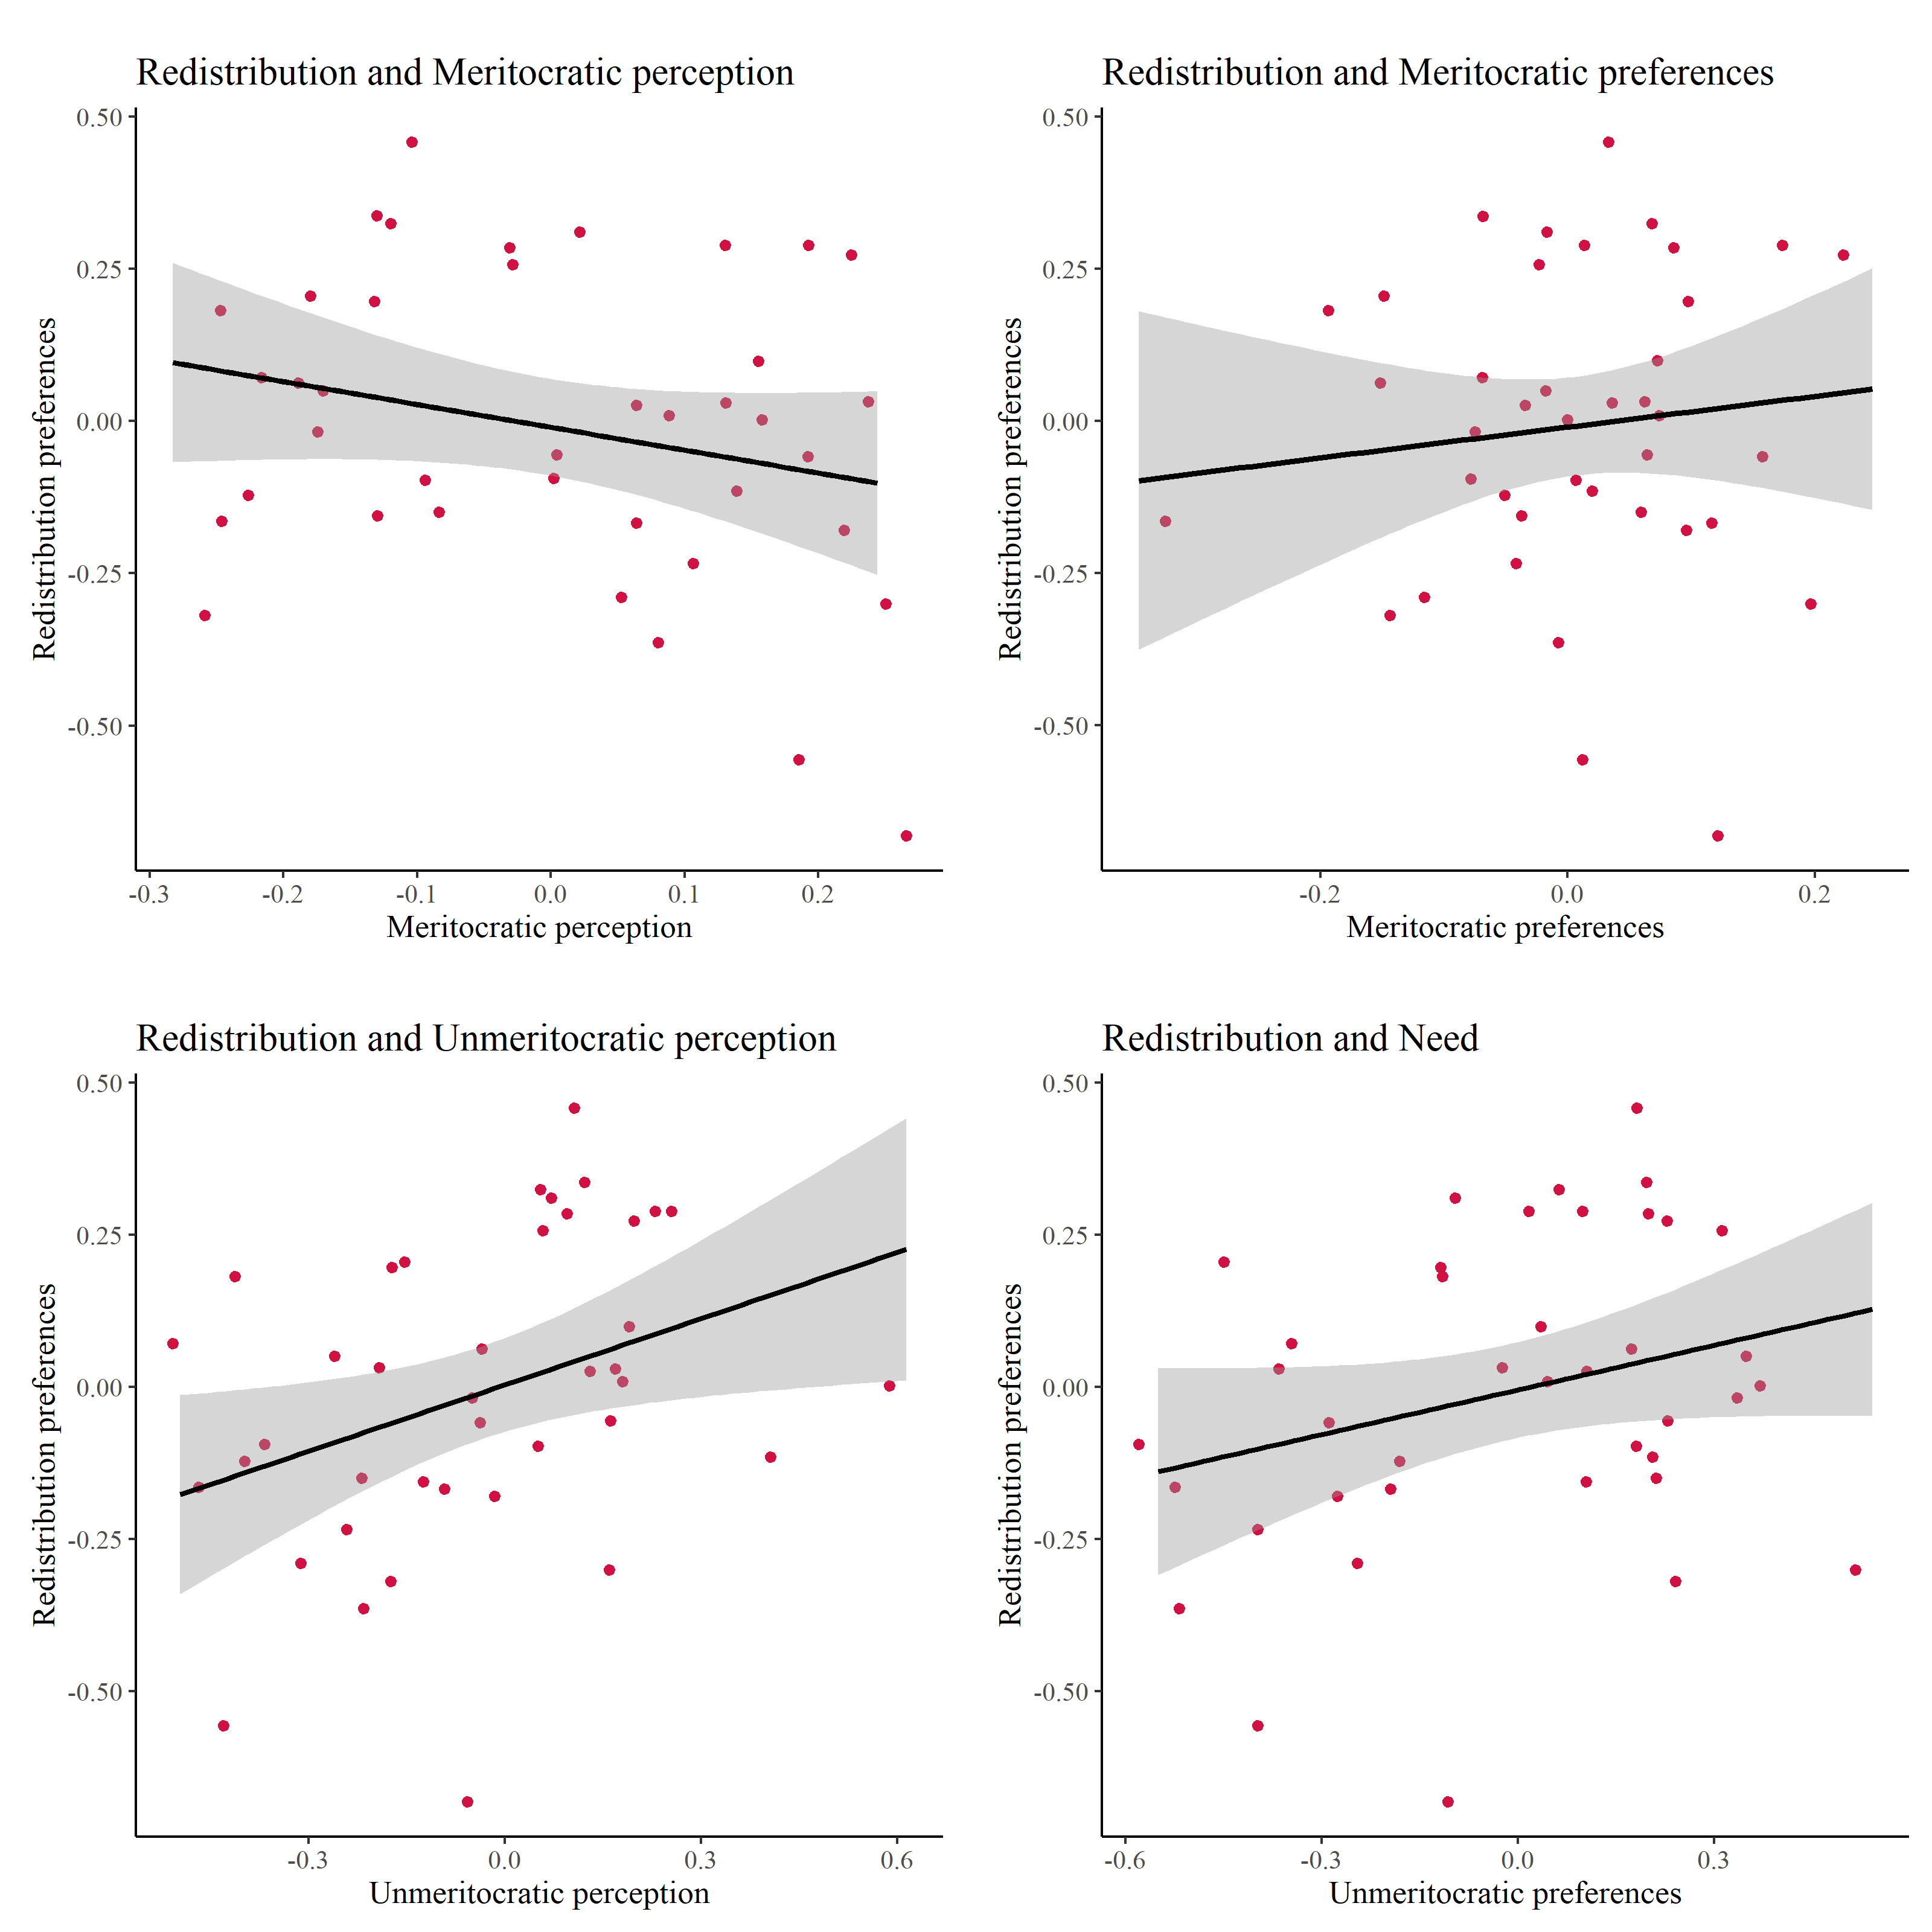 Redistribution and Meritocratic perception
0.50
0.25
0.00
-0.25
-0.50
Redistribution preferences
-0.3 -0.2 -0.1 0.0 0.1 0.2
Meritocratic perception
Redistribution and Meritocratic preferences
0.50
0.25
0.00
-0.25
-0.50
Redistribution preferences
-0.2 0.0 0.2
Meritocratic preferences
Redistribution and Unmeritocratic perception
0.50
0.25
0.00
-0.25
-0.50
Redistribution preferences
-0.3 0.0 0.3 0.6
Unmeritocratic perception
Redistribution and Need
0.50
0.25
0.00
-0.25
-0.50
Redistribution preferences
-0.6 -0.3 0.0 0.3
Unmeritocratic preferences